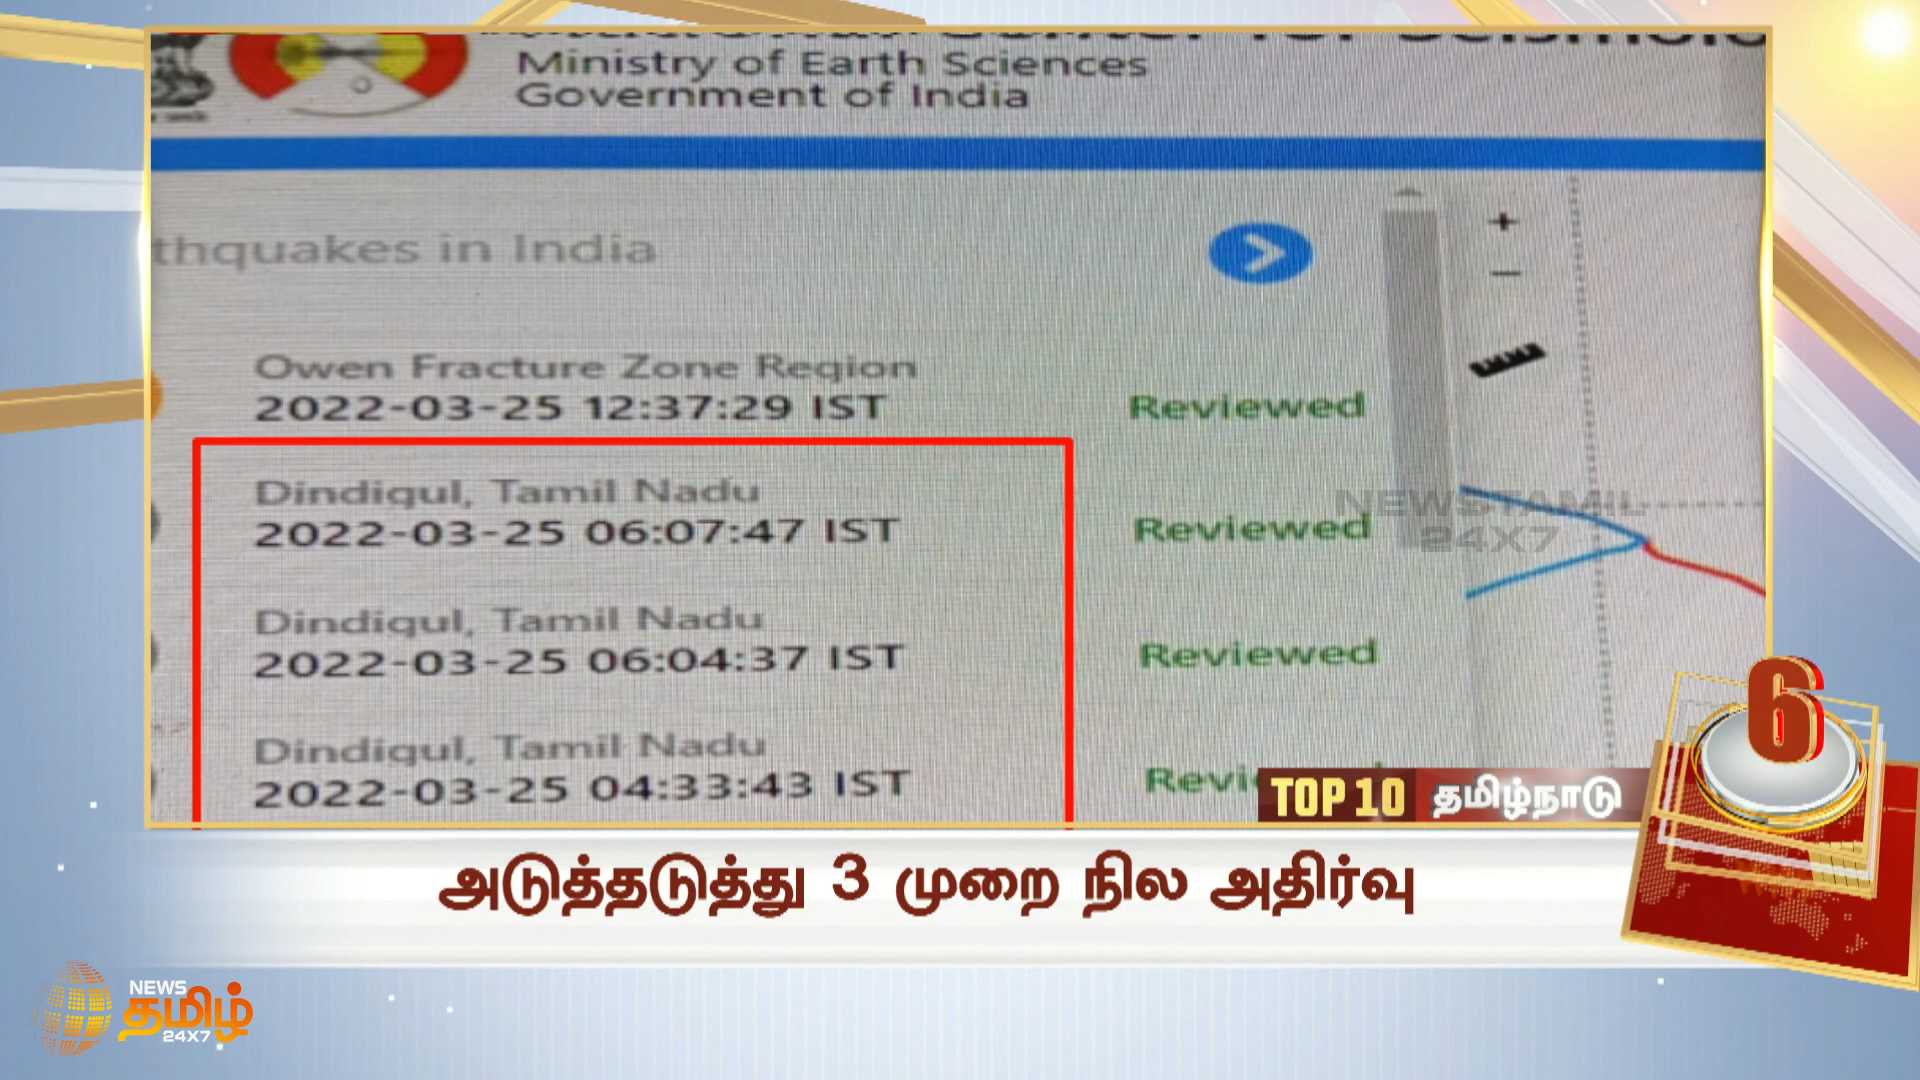 Ministry of Earth Sciences
Government of India
thquakes in India
Owen Fracture Zone Region
2022-03-25 12:37:29 IST
Reviewed
Dindigul, Tamil Nadu
2022-03-25 06:07:47 IST
Reviewed
NEWSTAMIL
24X7
Dindigul, Tamil Nadu
2022-03-25 06:04:37 IST
Reviewed
Dindigul, Tamil Nadu
2022-03-25 04:33:43 IST
Revi
TOP 10 தமிழ்நாடு
6
அடுத்தடுத்து 3 முறை நில அதிர்வு
NEWS
தமிழ்
24X7